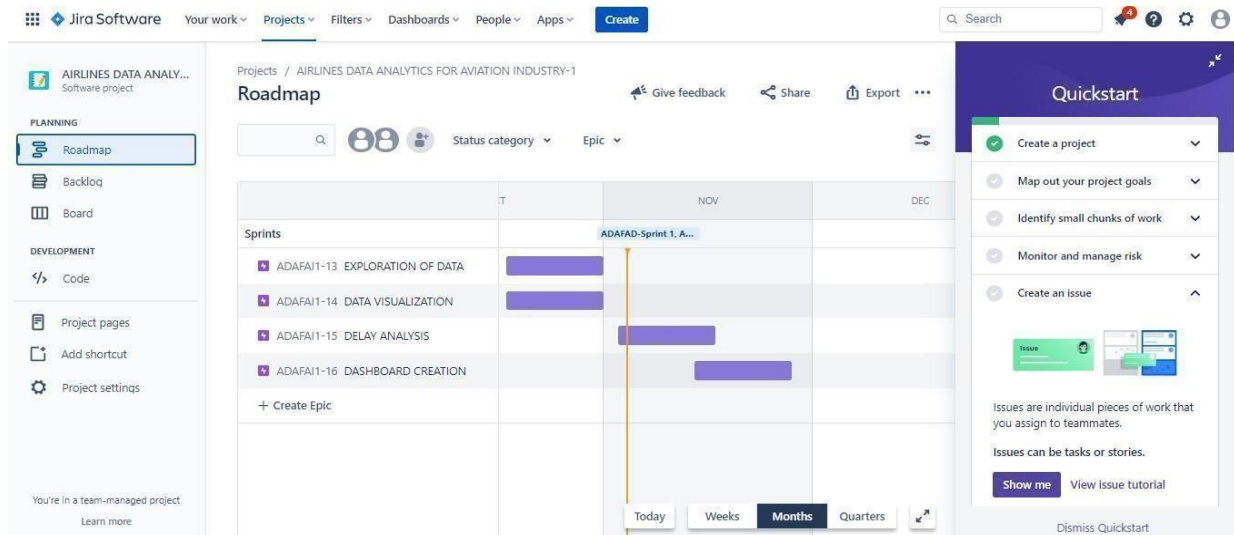 Jira Software Your work Projects Filters Dashboards People Apps Create Search 4
AIRLINES DATA ANALY...
Software project
PLANNING
Roadmap
Backlog
Board
DEVELOPMENT
Code
Project pages
Add shortcut
Project settings
You're in a team-managed project
Learn more
Projects / AIRLINES DATA ANALYTICS FOR AVIATION INDUSTRY-1
Roadmap
Give feedback Share Export
Status category Epic
T NOV DEC
Sprints ADAFAD-Sprint 1, A...
ADAFAI1-13 EXPLORATION OF DATA
ADAFAI1-14 DATA VISUALIZATION
ADAFAI1-15 DELAY ANALYSIS
ADAFAI1-16 DASHBOARD CREATION
+ Create Epic
Today Weeks Months Quarters
Quickstart
Create a project
Map out your project goals
Identify small chunks of work
Monitor and manage risk
Create an issue
Issue
Issues are individual pieces of work that
you assign to teammates.
Issues can be tasks or stories.
Show me View issue tutorial
Dismiss Quickstart